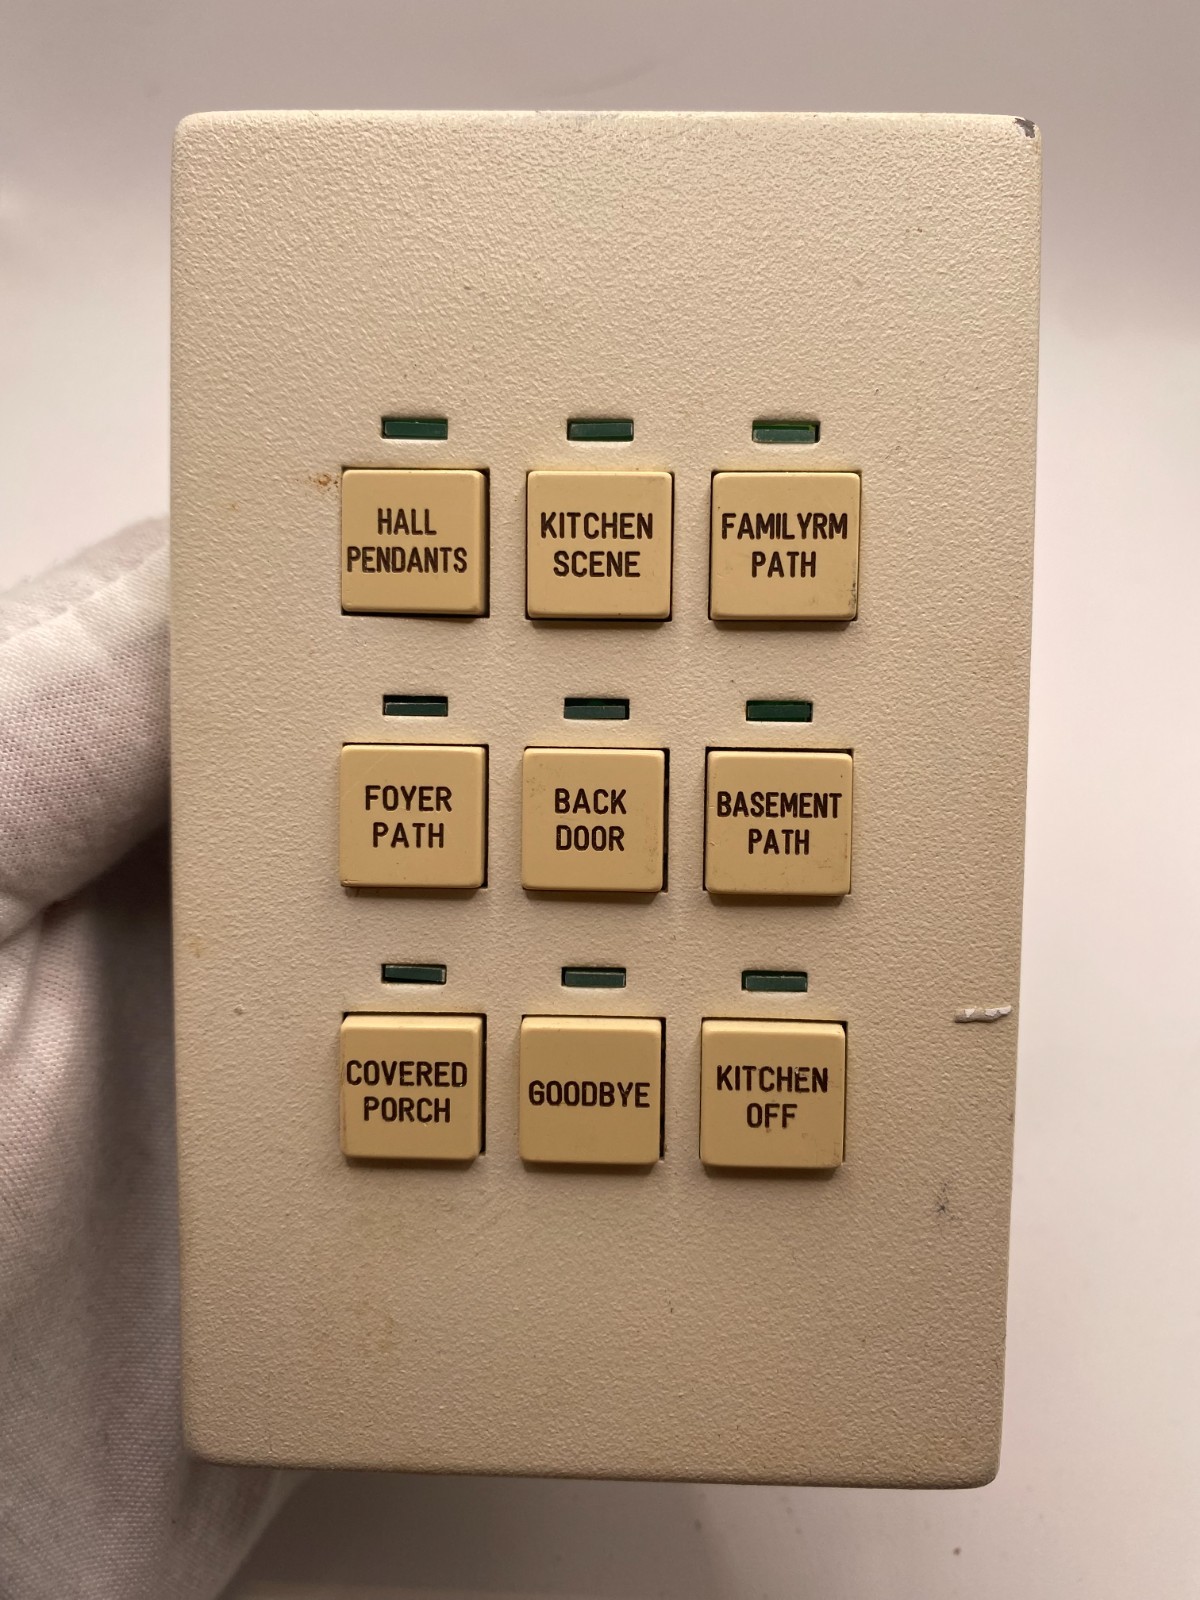 HALL
PENDANTS
KITCHEN
SCENE
FAMILYRM
PATH
FOYER
PATH
BACK
DOOR
BASEMENT
PATH
COVERED
PORCH
GOODBYE
KITCHEN
OFF